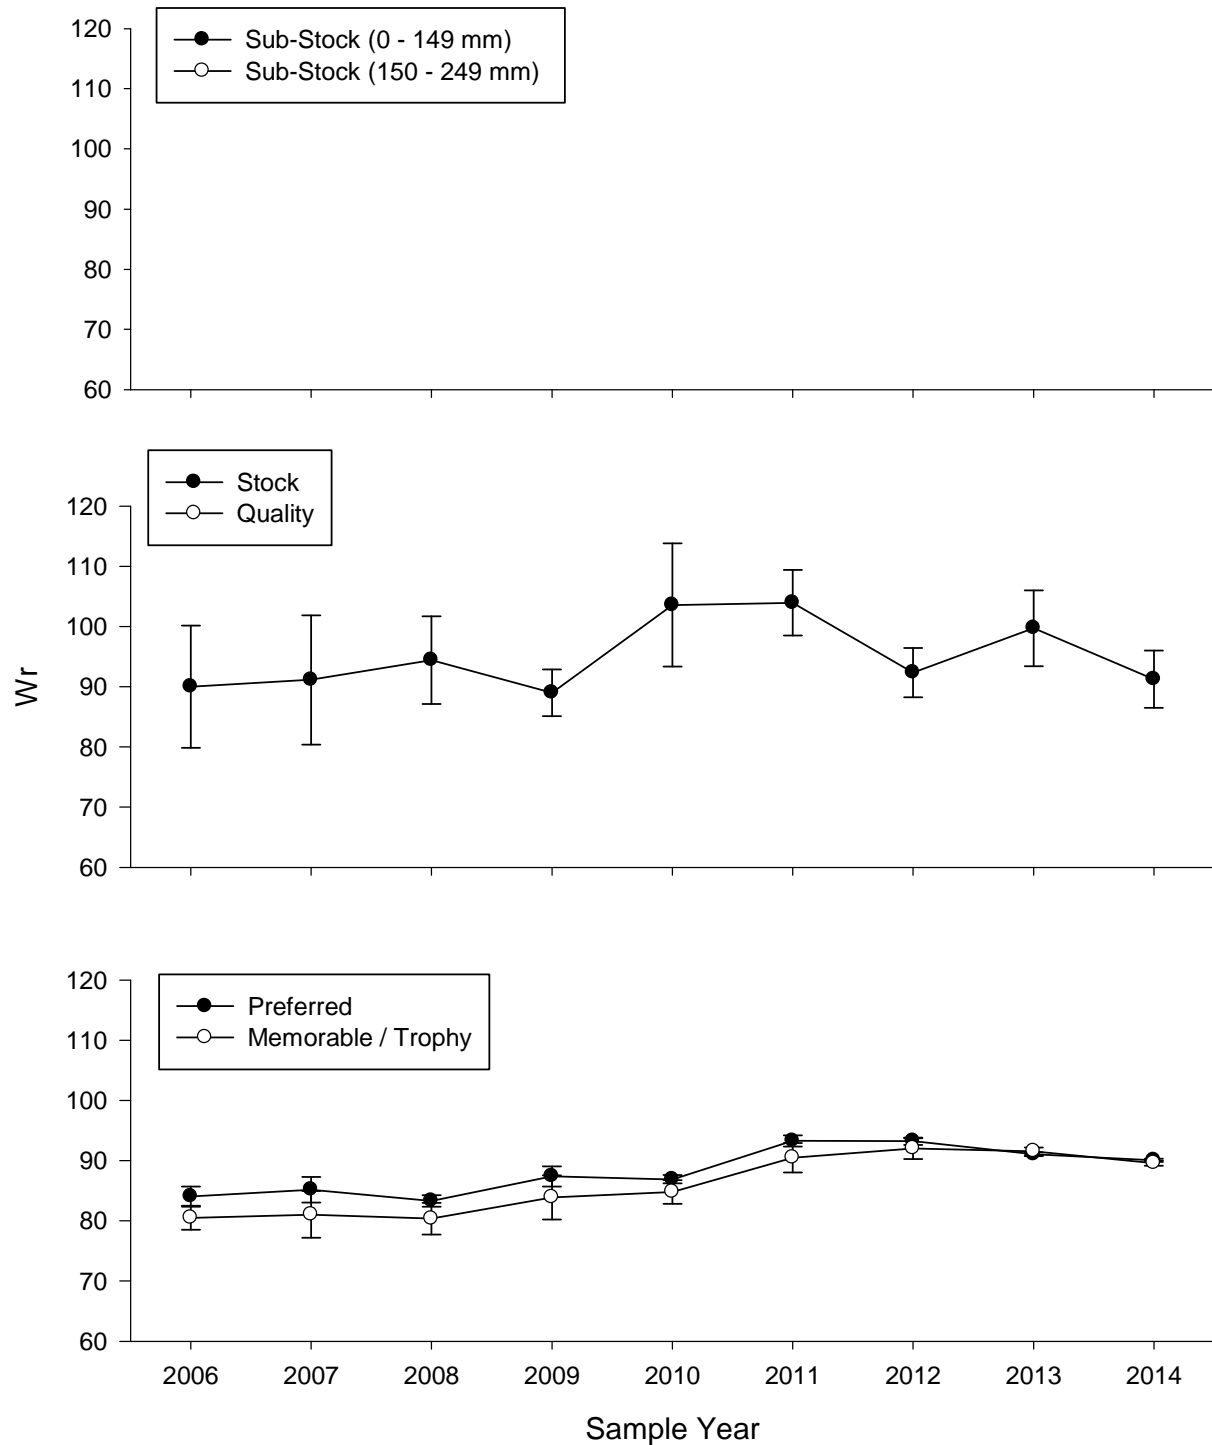 120
Sub-Stock (0 - 149 mm)
Sub-Stock (150 - 249 mm)
110
100
90
80
70
60
Stock
Quality
120
110
100
Wr
90
80
70
60
120
Preferred
Memorable / Trophy
110
100
90
80
70
60
2006 2007 2008 2009 2010 2011 2012 2013 2014
Sample Year